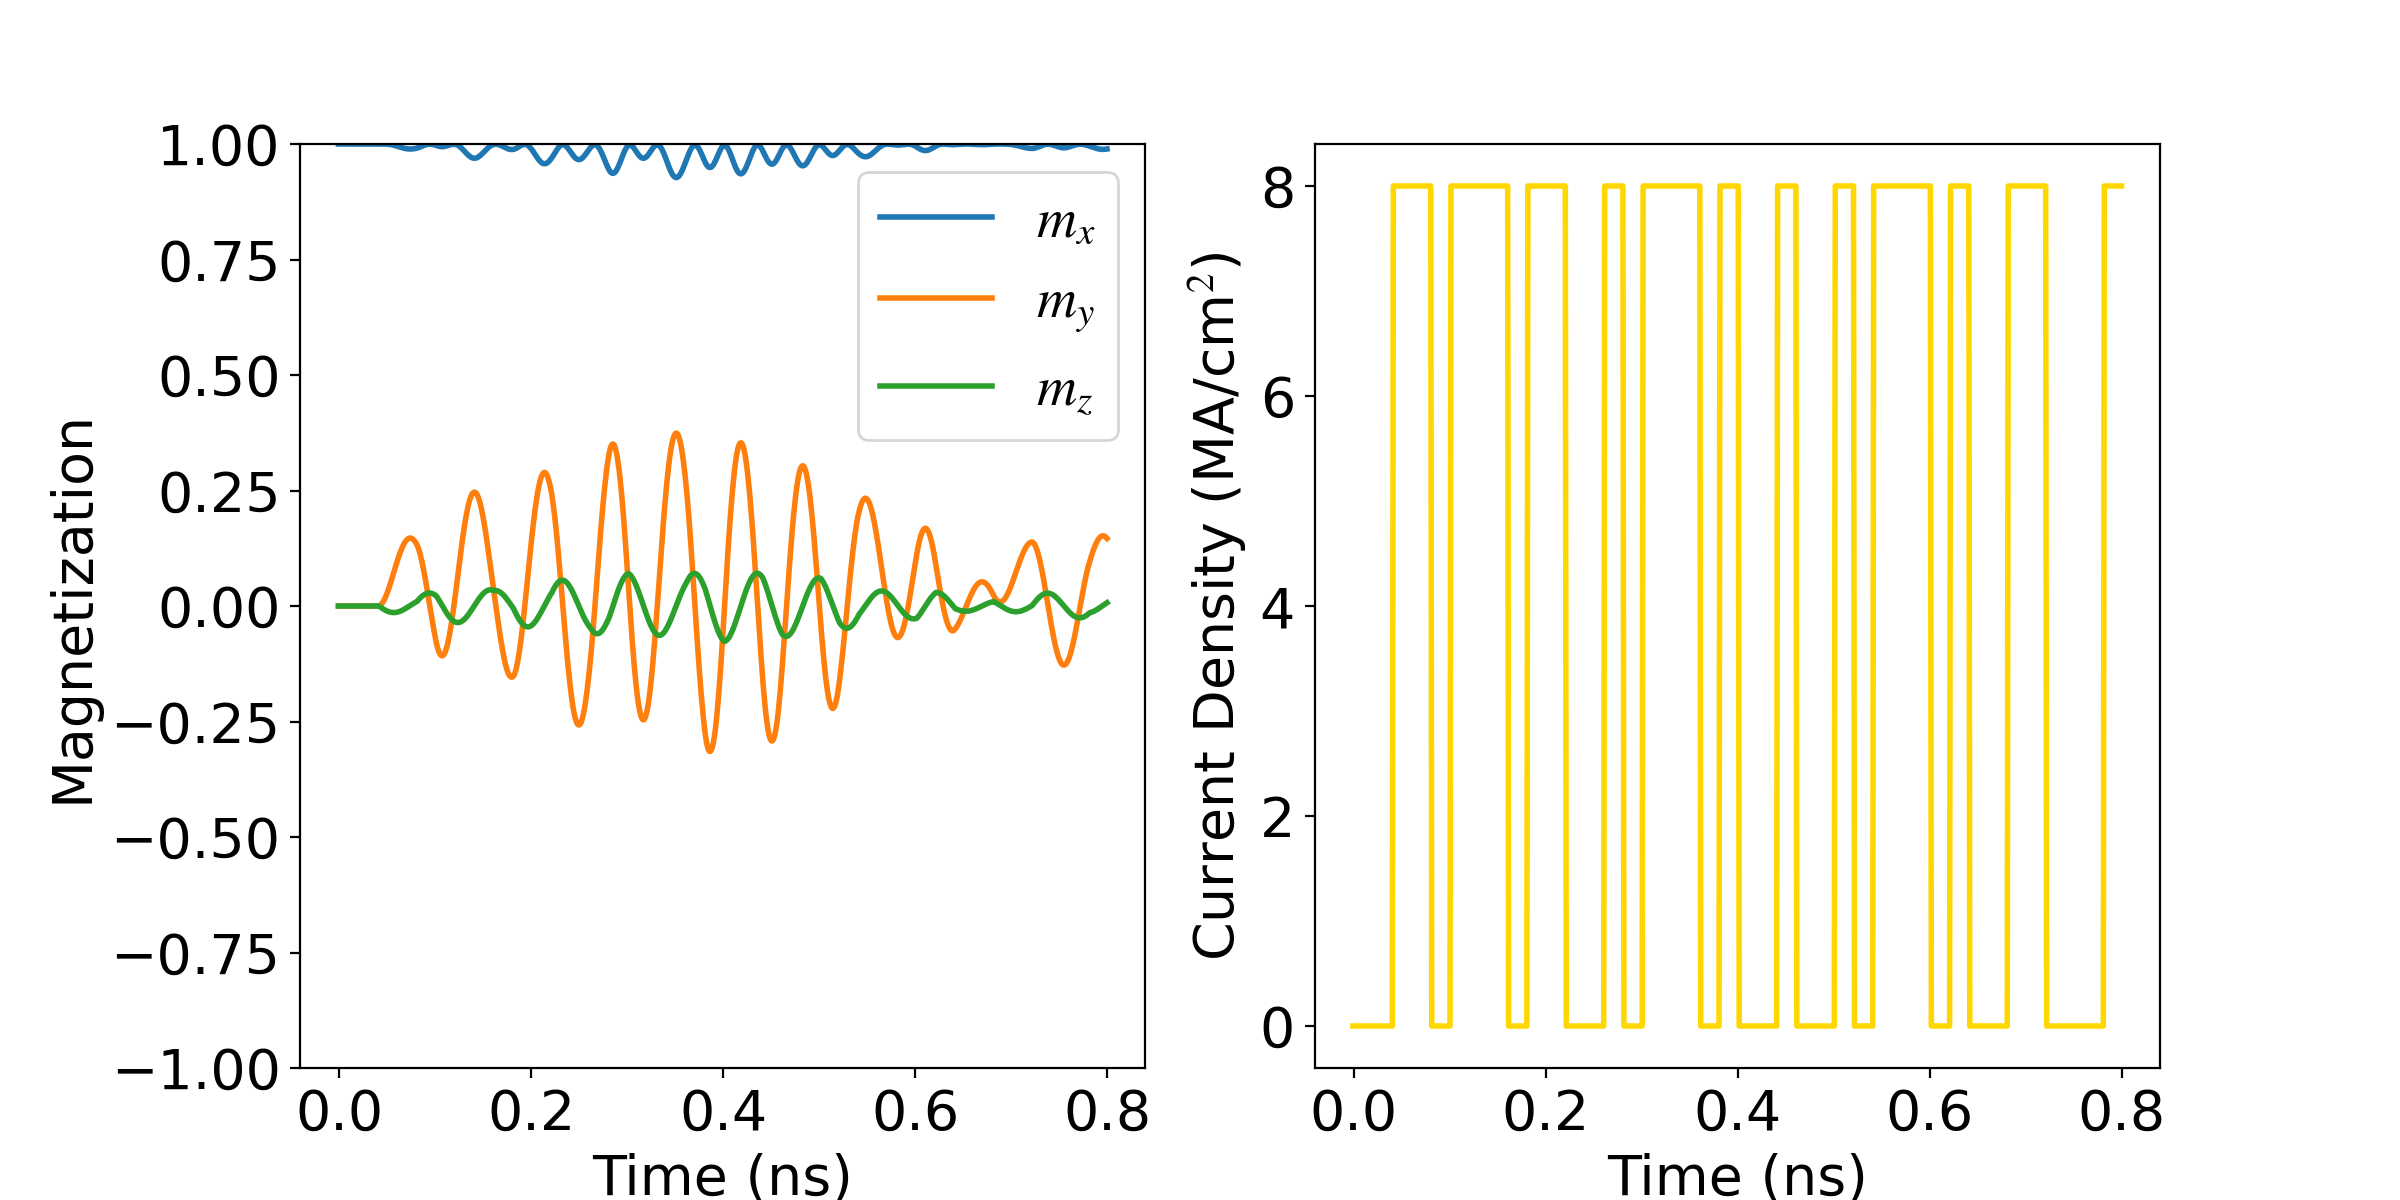 1.00
0.75
0.50
0.25
0.00
−0.25
−0.50
−0.75
−1.00
Magnetization
0.0 0.2 0.4 0.6 0.8
Time (ns)
m_x
m_y
m_z
8
6
4
2
0
Current Density (MA/cm²)
0.0 0.2 0.4 0.6 0.8
Time (ns)